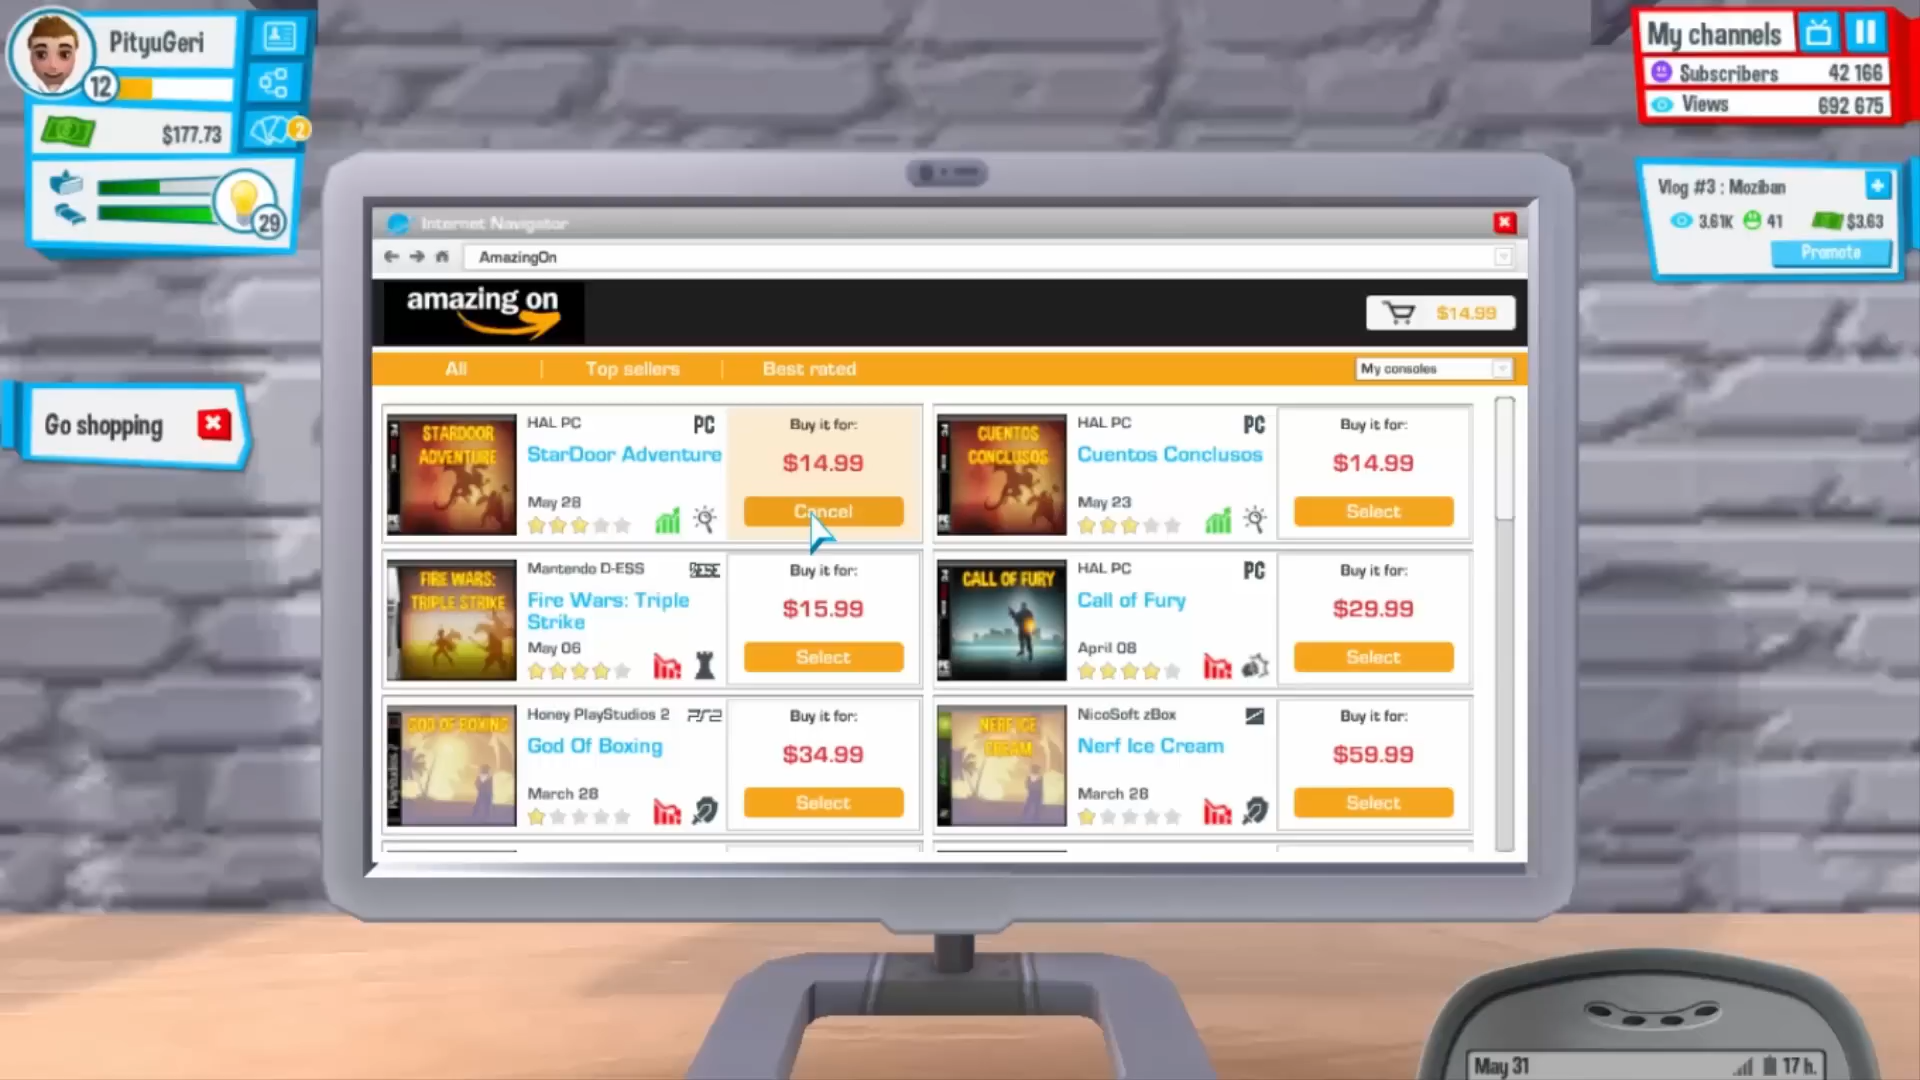 PityuGeri
12
$177.73
2
29
My channels
Subscribers 42 166
Views 692 675
Vlog #3 : Moziban
3.61K 41 $3.63
Promote
Go shopping
Internet Navigator
AmazingOn
amazing on
$14.99
All
Top sellers
Best rated
My consoles
STARDOOR
ADVENTURE
HAL PC
PC
StarDoor Adventure
May 28
Buy it for:
$14.99
Cancel
CUENTOS
CONCLUSOS
HAL PC
PC
Cuentos Conclusos
May 23
Buy it for:
$14.99
Select
FIRE WARS:
TRIPLE STRIKE
Mantendo D-ESS
Fire Wars: Triple
Strike
May 06
Buy it for:
$15.99
Select
CALL OF FURY
HAL PC
PC
Call of Fury
April 08
Buy it for:
$29.99
Select
GOD OF BOXING
Honey PlayStudios 2
PS2
God Of Boxing
March 28
Buy it for:
$34.99
Select
NERF ICE
CREAM
NicoSoft zBox
Nerf Ice Cream
March 28
Buy it for:
$59.99
Select
May 31
17 h.